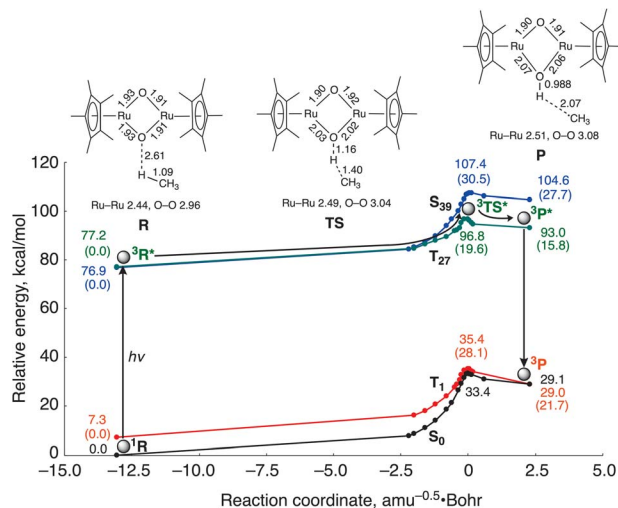 1.90 O 1.91
Ru Ru
2.07 2.06
O 0.988
H 2.07
CH3
Ru–Ru 2.51, O–O 3.08
P
1.93 O 1.91
Ru Ru
1.93 O 1.91
2.61
H 1.09
CH3
Ru–Ru 2.44, O–O 2.96
R
1.90 O 1.92
Ru Ru
2.03 O 2.02
1.16
H 1.40
CH3
Ru–Ru 2.49, O–O 3.04
TS
Relative energy, kcal/mol
120
100
80
60
40
20
0
77.2
(0.0)
76.9
(0.0)
³R*
hν
7.3
(0.0)
0.0
¹R
S39
T27
107.4
(30.5)
³TS*
96.8
(19.6)
104.6
(27.7)
³P*
93.0
(15.8)
T1
S0
35.4
(28.1)
33.4
³P
29.1
29.0
(21.7)
–15.0 –12.5 –10.0 –7.5 –5.0 –2.5 0 2.5 5.0
Reaction coordinate, amu⁻⁰·⁵•Bohr